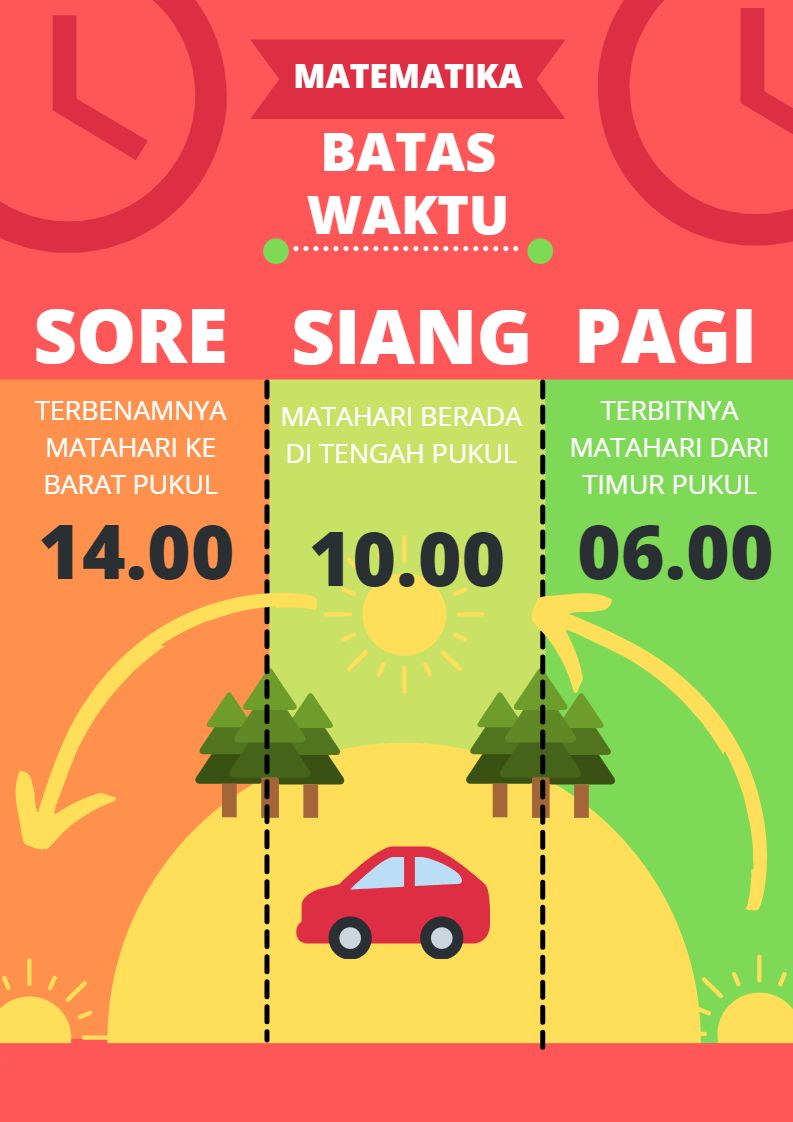 MATEMATIKA
BATAS
WAKTU
SORE
TERBENAMNYA
MATAHARI KE
BARAT PUKUL
14.00
SIANG
MATAHARI BERADA
DI TENGAH PUKUL
10.00
PAGI
TERBITNYA
MATAHARI DARI
TIMUR PUKUL
06.00